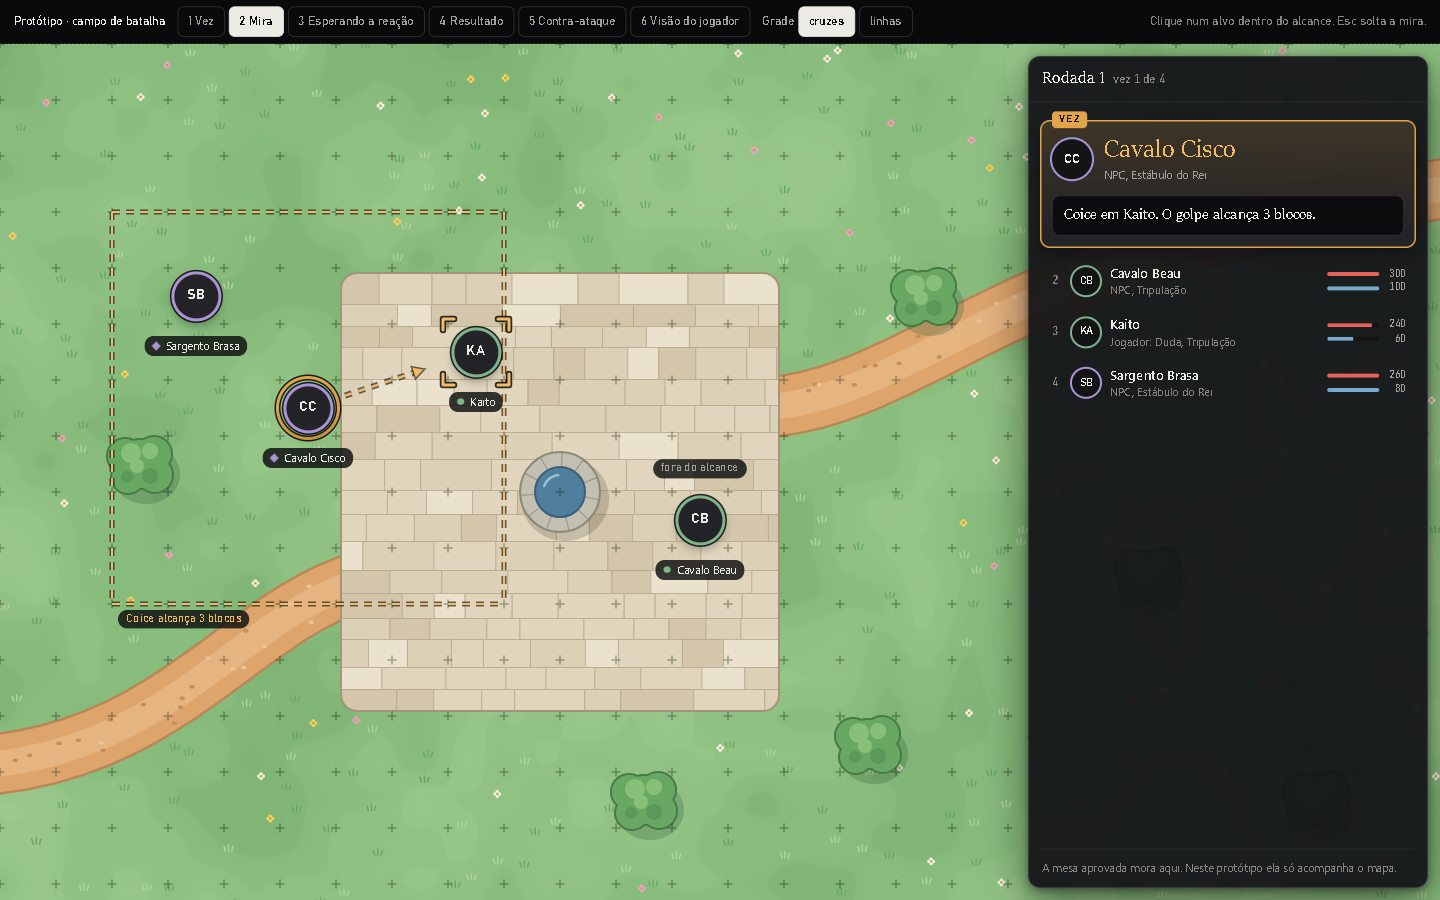 Protótipo · campo de batalha 1 Vez 2 Mira 3 Esperando a reação 4 Resultado 5 Contra-ataque 6 Visão do jogador Grade cruzes linhas Clique num alvo dentro do alcance. Esc solta a mira.
Rodada 1 vez 1 de 4
VEZ
CC
Cavalo Cisco
NPC, Estábulo do Rei
Coice em Kaito. O golpe alcança 3 blocos.
2 CB Cavalo Beau 300
NPC, Tripulação 100
3 KA Kaito 240
Jogador: Duda, Tripulação 60
4 SB Sargento Brasa 260
NPC, Estábulo do Rei 80
A mesa aprovada mora aqui. Neste protótipo ela só acompanha o mapa.
SB
Sargento Brasa
KA
Kaito
CC
Cavalo Cisco
fora do alcance
CB
Cavalo Beau
Coice alcança 3 blocos